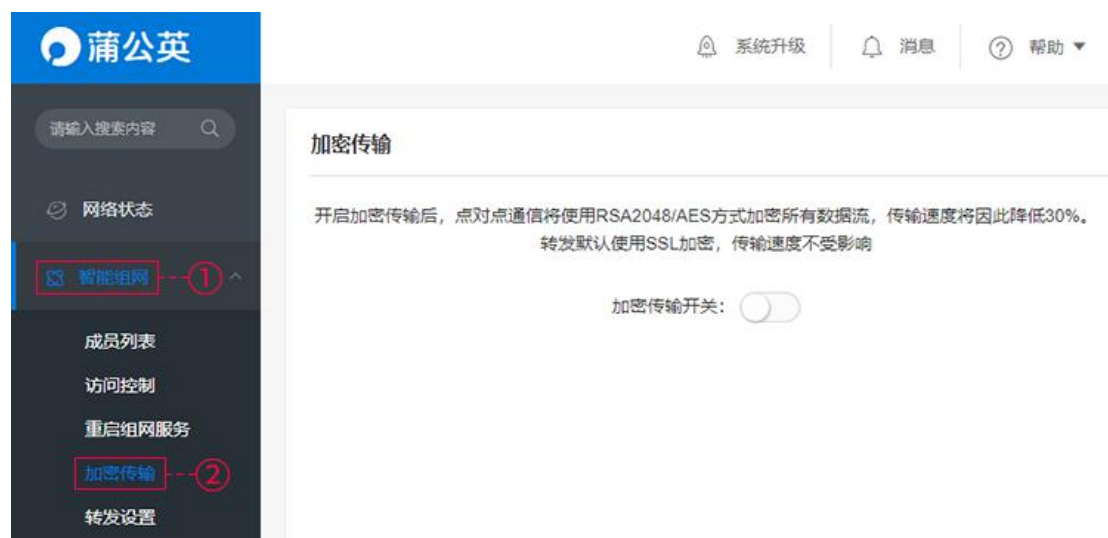 蒲公英
系统升级
消息
帮助
请输入搜索内容
加密传输
网络状态
开启加密传输后，点对点通信将使用RSA2048/AES方式加密所有数据流，传输速度将因此降低30%。
转发默认使用SSL加密，传输速度不受影响
智能组网 ---①
加密传输开关：
成员列表
访问控制
重启组网服务
加密传输 ---②
转发设置